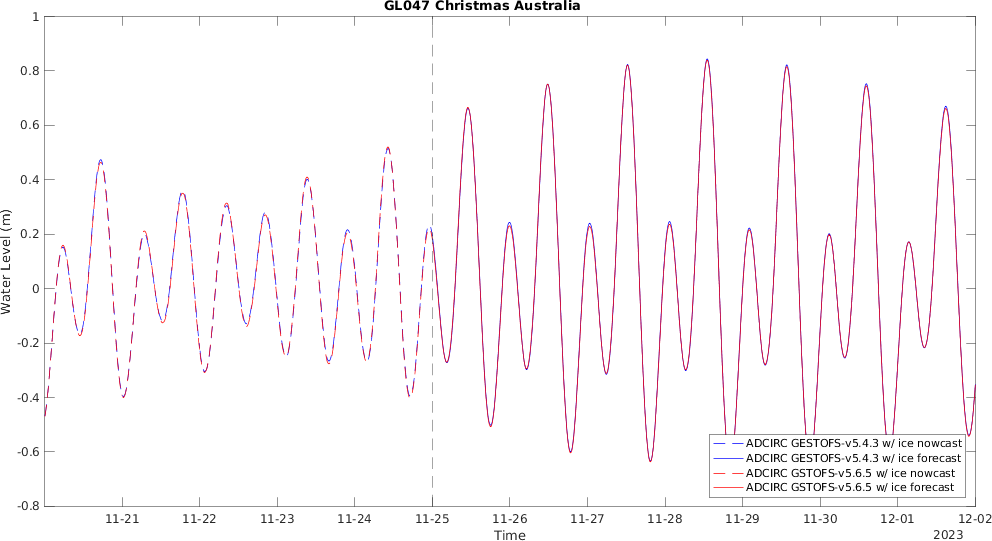 GL047 Christmas Australia
Water Level (m)
1
0.8
0.6
0.4
0.2
0
-0.2
-0.4
-0.6
-0.8
ADCIRC GESTOFS-v5.4.3 w/ ice nowcast
ADCIRC GESTOFS-v5.4.3 w/ ice forecast
ADCIRC GSTOFS-v5.6.5 w/ ice nowcast
ADCIRC GSTOFS-v5.6.5 w/ ice forecast
11-21 11-22 11-23 11-24 11-25 11-26 11-27 11-28 11-29 11-30 12-01 12-02
Time
2023